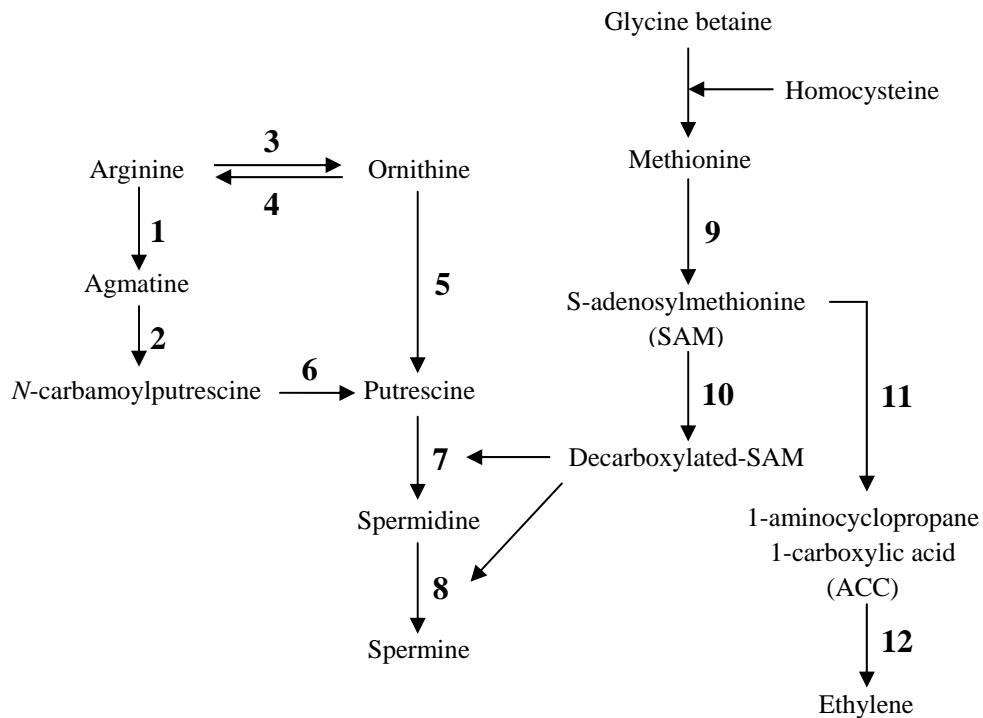 Glycine betaine
Homocysteine
Methionine
3
Arginine
Ornithine
4
1
9
Agmatine
5
S-adenosylmethionine
(SAM)
2
6
N-carbamoylputrescine
Putrescine
10
11
7
Decarboxylated-SAM
Spermidine
1-aminocyclopropane
1-carboxylic acid
(ACC)
8
12
Spermine
Ethylene